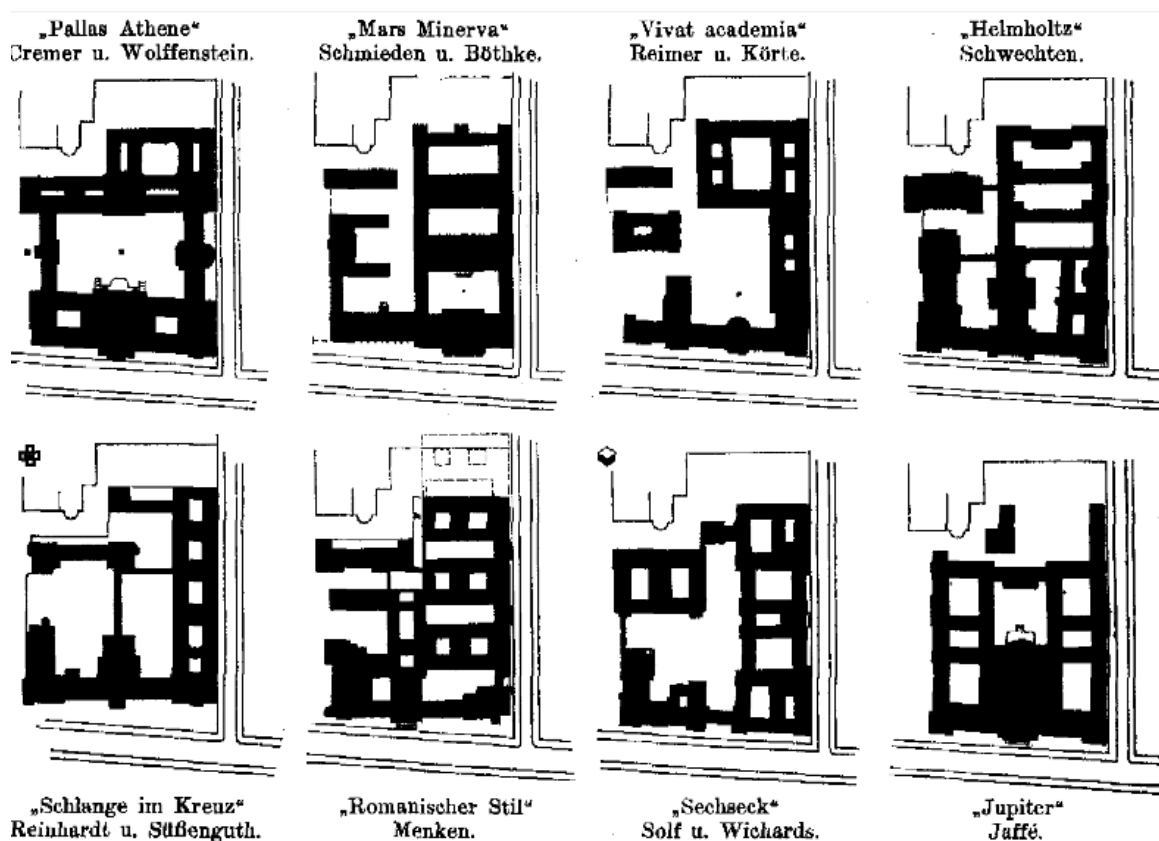 „Pallas Athene“
Cremer u. Wolffenstein.
„Mars Minerva“
Schmieden u. Böthke.
„Vivat academia“
Reimer u. Körte.
„Helmholtz“
Schwechten.
„Schlange im Kreuz“
Reinhardt u. Süßenguth.
„Romanischer Stil“
Menken.
„Sechseck“
Solf u. Wichards.
„Jupiter“
Jaffé.